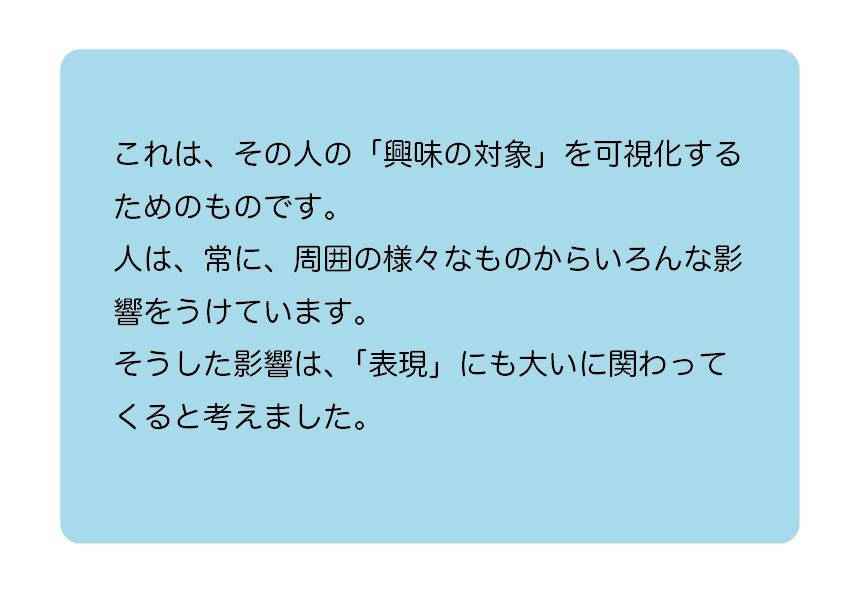 これは、その人の「興味の対象」を可視化する
ためのものです。
人は、常に、周囲の様々なものからいろんな影
響をうけています。
そうした影響は、「表現」にも大いに関わって
くると考えました。